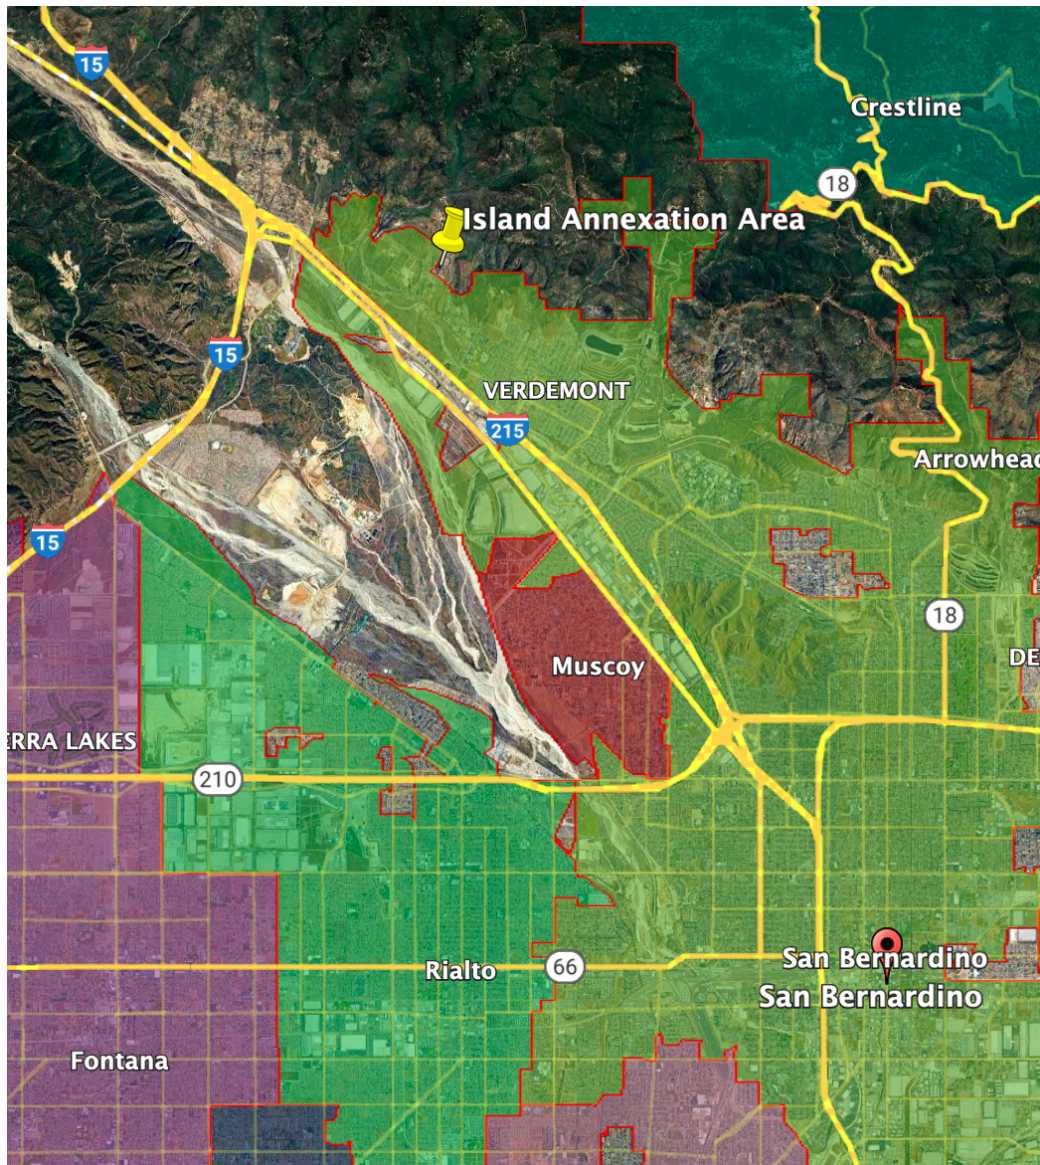 15
Crestline
18
Island Annexation Area
15
VERDEMONT
215
Arrowhead
15
18
Muscoy
DE
ERRA LAKES
210
San Bernardino
Rialto
66
San Bernardino
Fontana